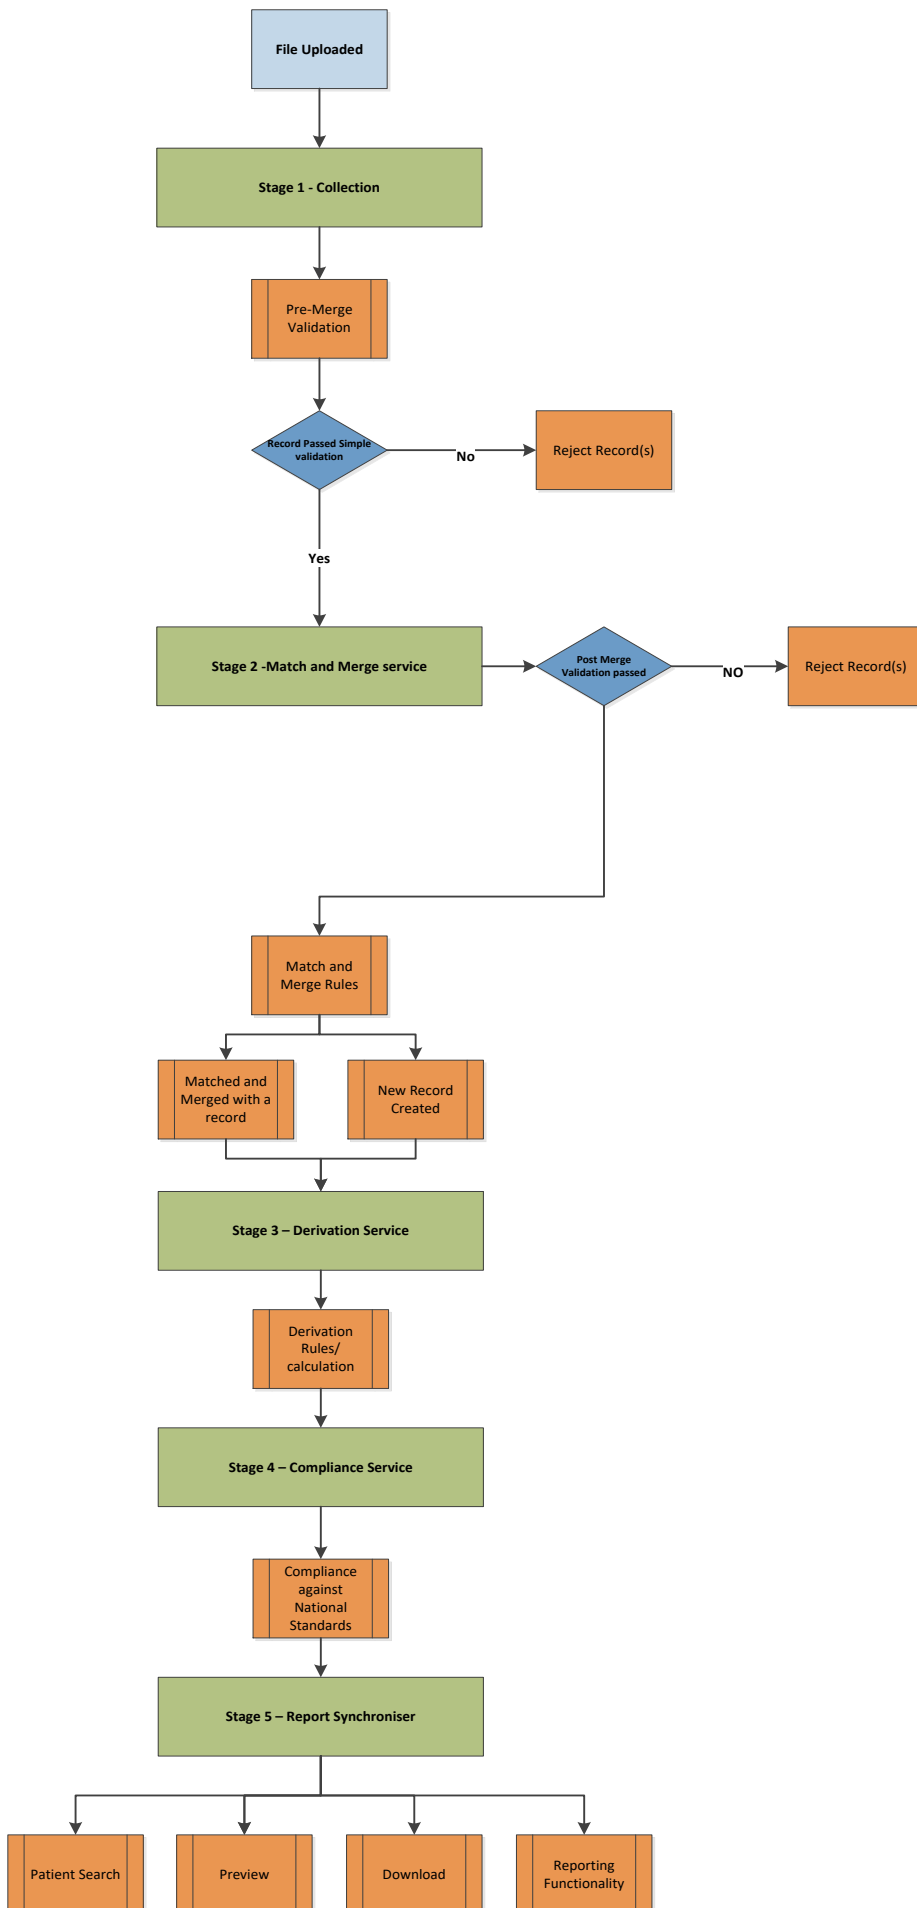 File Uploaded
Stage 1 - Collection
Pre-Merge
Validation
Record Passed Simple
validation
No
Reject Record(s)
Yes
Stage 2 -Match and Merge service
Post Merge
Validation passed
NO
Reject Record(s)
Match and
Merge Rules
Matched and
Merged with a
record
New Record
Created
Stage 3 – Derivation Service
Derivation
Rules/
calculation
Stage 4 – Compliance Service
Compliance
against
National
Standards
Stage 5 – Report Synchroniser
Patient Search
Preview
Download
Reporting
Functionality